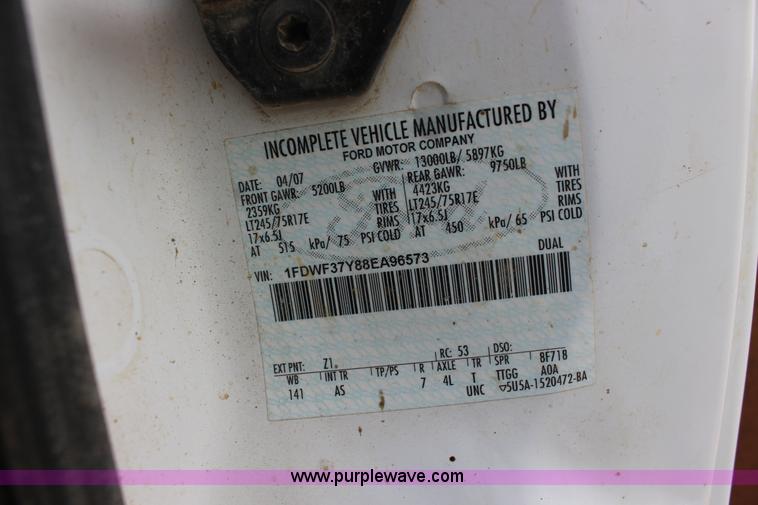 INCOMPLETE VEHICLE MANUFACTURED BY
FORD MOTOR COMPANY
DATE: 04/07 GVWR: 13000LB/ 5897KG
FRONT GAWR: 5200LB REAR GAWR: 9750LB
2359KG WITH 4423KG WITH
LT245/75R17E TIRES LT245/75R17E TIRES
17x6.5J RIMS 17x6.5J RIMS
AT 515 kPa/ 75 PSI COLD AT 450 kPa/ 65 PSI COLD
VIN: 1FDWF37Y88EA96573 DUAL
EXT PNT: Z1 RC: 53 DSO:
WB INT TR TP/PS R AXLE TR SPR 8F718
141 AS 7 4L T TTGG AOA
UNC 5U5A-1520472-BA
www.purplewave.com